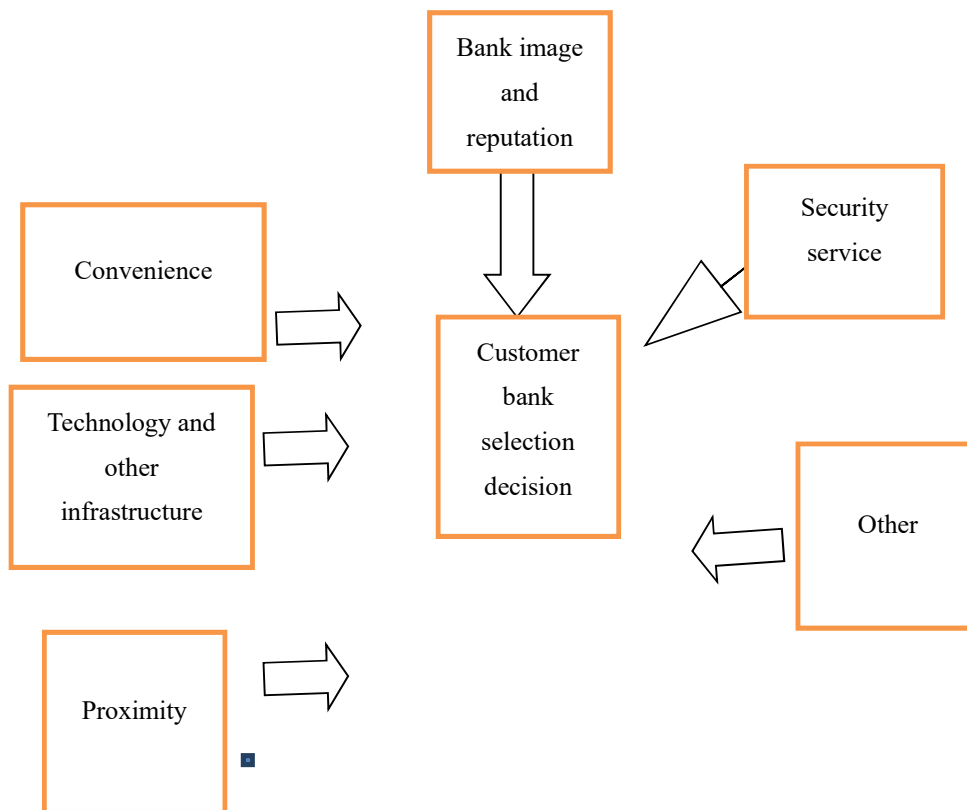 Bank image
and
reputation
Security
service
Convenience
Customer
bank
selection
decision
Technology and
other
infrastructure
Other
Proximity